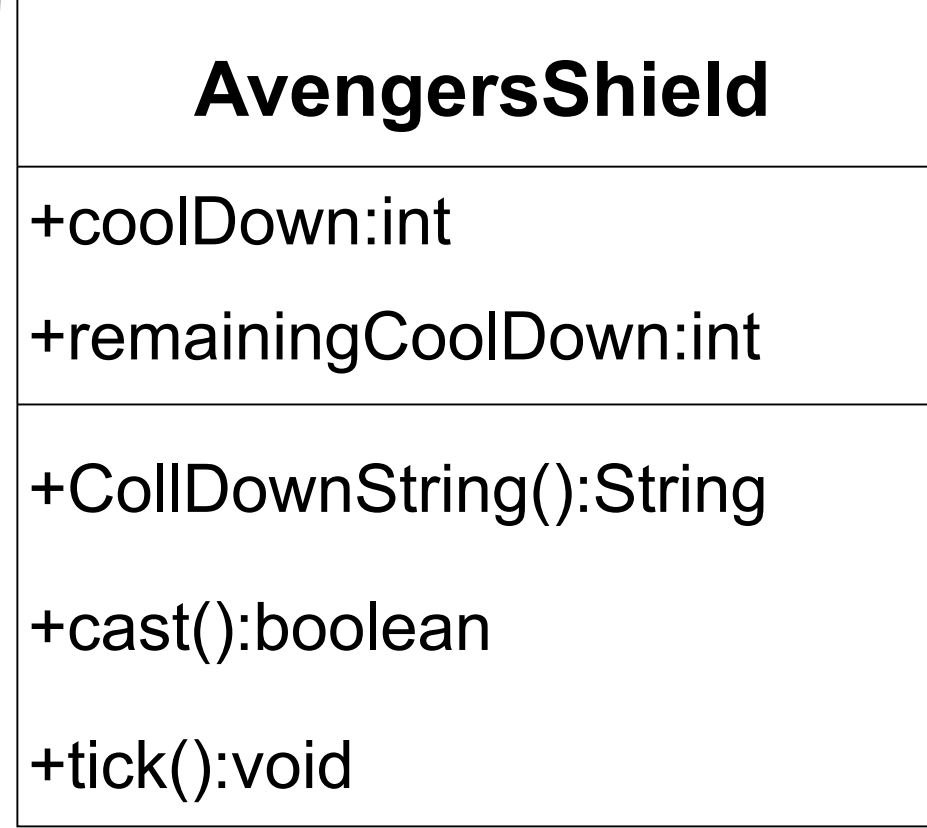 AvengersShield
+coolDown:int
+remainingCoolDown:int
+CollDownString():String
+cast():boolean
+tick():void